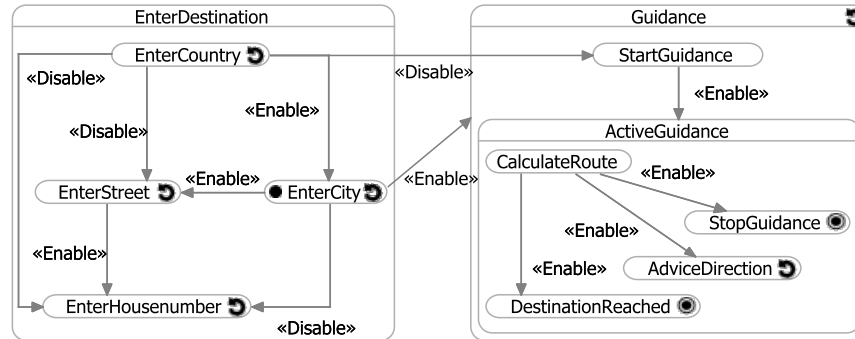 EnterDestination
Guidance
EnterCountry
StartGuidance
«Disable»
«Disable»
«Enable»
«Enable»
«Disable»
ActiveGuidance
CalculateRoute
«Enable»
«Enable»
«Enable»
EnterStreet
EnterCity
StopGuidance
«Enable»
«Enable»
AdviceDirection
«Enable»
EnterHousenumber
DestinationReached
«Disable»